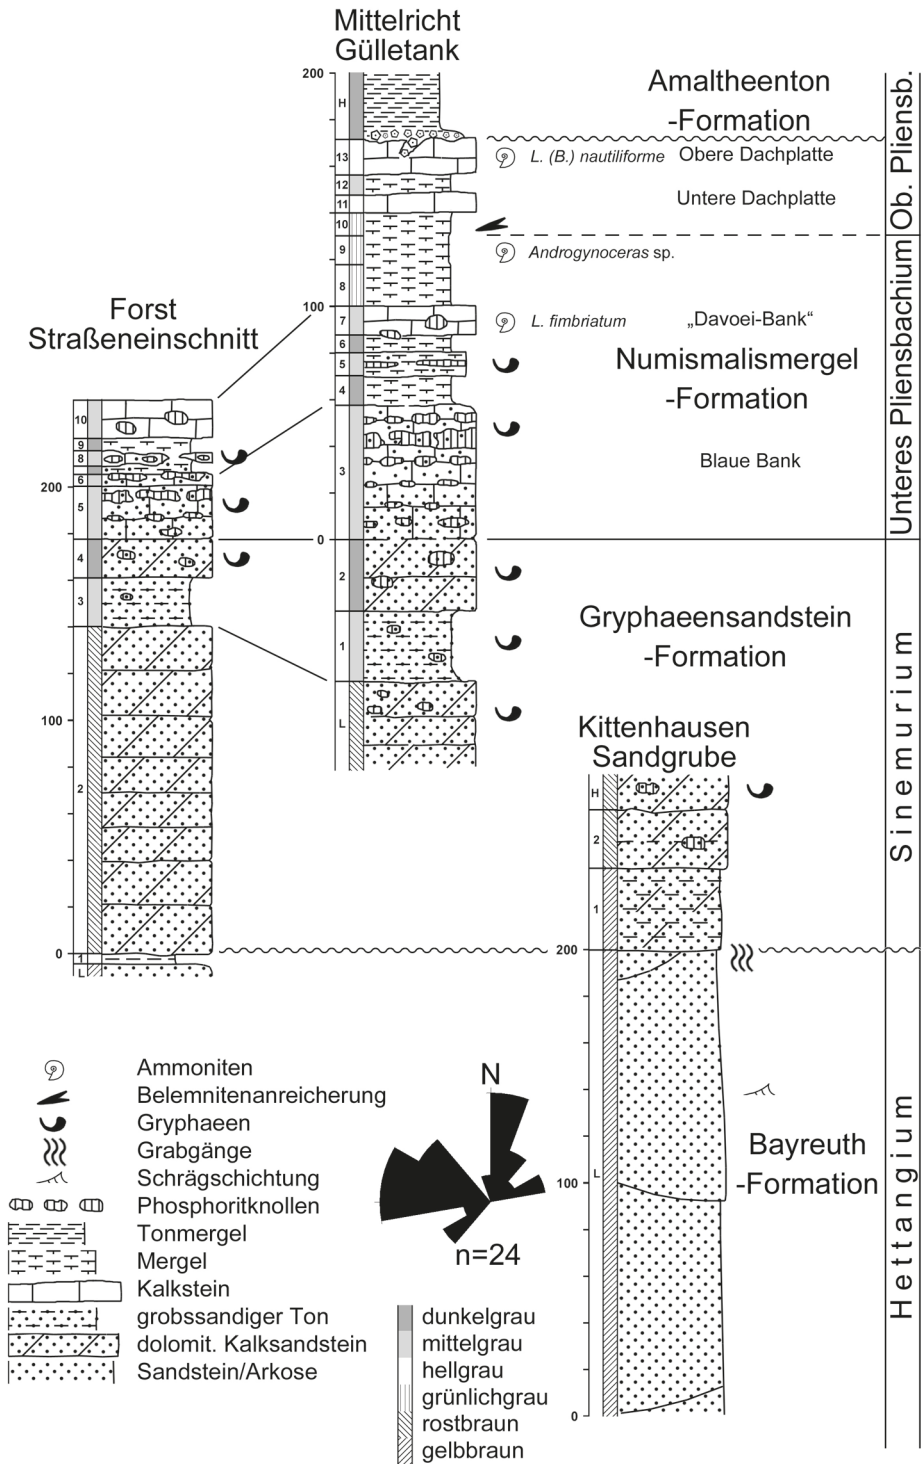 Mittelricht
Gülletank
200
H
13
12
11
10
9
8
100
7
6
5
4
3
0
2
1
L
Amaltheenton
-Formation
L. (B.) nautiliforme
Obere Dachplatte
Untere Dachplatte
Androgynoceras sp.
L. fimbriatum
„Davoei-Bank“
Numismalismergel
-Formation
Blaue Bank
Ob. Pliensb.
Unteres Pliensbachium
Sinemurium
Hettangium
Forst
Straßeneinschnitt
10
9
8
6
200
5
4
3
100
2
0
1
L
Gryphaeensandstein
-Formation
Kittenhausen
Sandgrube
H
2
1
200
L
100
0
Bayreuth
-Formation
Ammoniten
Belemnitenanreicherung
Gryphaeen
Grabgänge
Schrägschichtung
Phosphoritknollen
Tonmergel
Mergel
Kalkstein
grobssandiger Ton
dolomit. Kalksandstein
Sandstein/Arkose
N
n=24
dunkelgrau
mittelgrau
hellgrau
grünlichgrau
rostbraun
gelbbraun